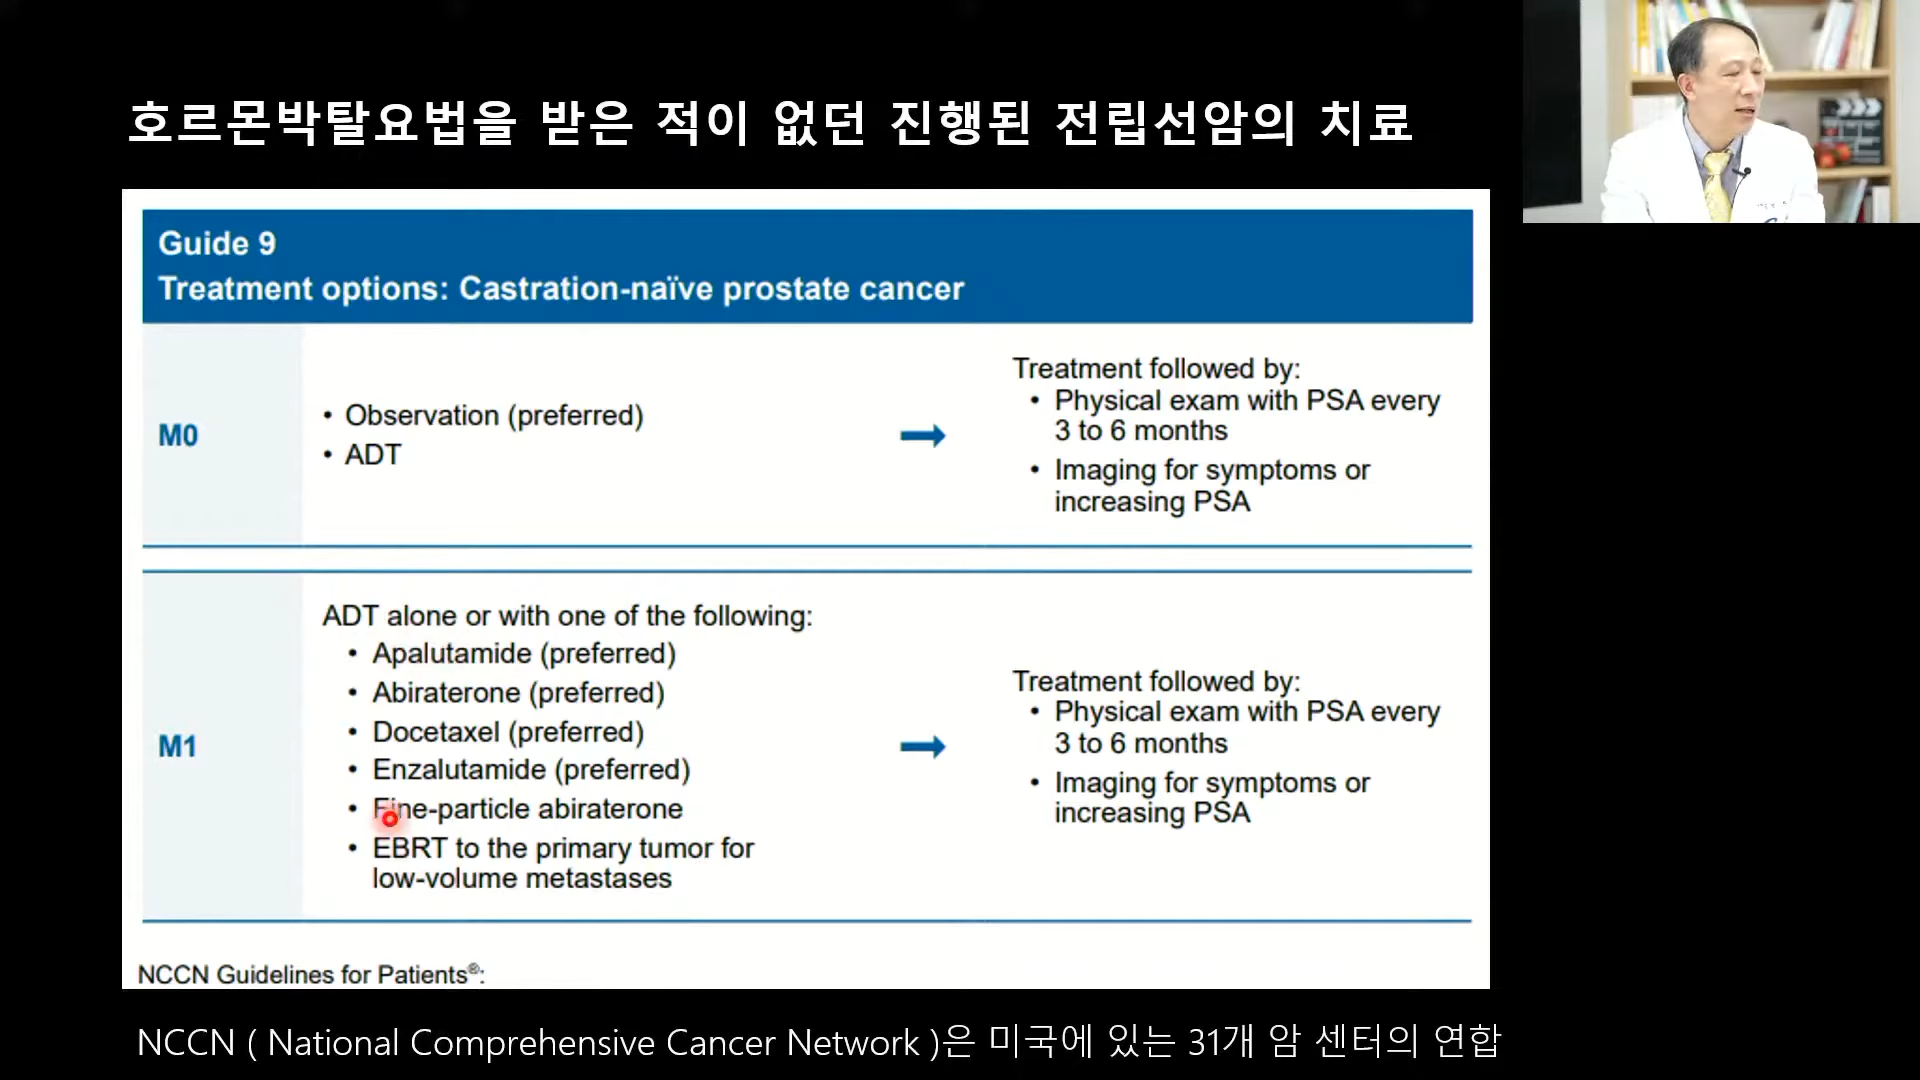 호르몬박탈요법을 받은 적이 없던 진행된 전립선암의 치료
Guide 9
Treatment options: Castration-naïve prostate cancer
M0
• Observation (preferred)
• ADT
Treatment followed by:
• Physical exam with PSA every
3 to 6 months
• Imaging for symptoms or
increasing PSA
M1
ADT alone or with one of the following:
• Apalutamide (preferred)
• Abiraterone (preferred)
• Docetaxel (preferred)
• Enzalutamide (preferred)
• Fine-particle abiraterone
• EBRT to the primary tumor for
low-volume metastases
Treatment followed by:
• Physical exam with PSA every
3 to 6 months
• Imaging for symptoms or
increasing PSA
NCCN Guidelines for Patients®:
NCCN ( National Comprehensive Cancer Network )은 미국에 있는 31개 암 센터의 연합